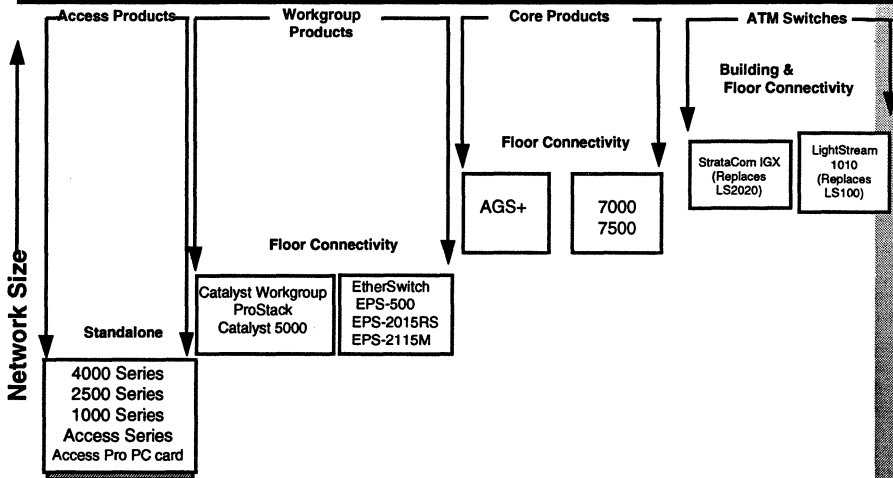 Access Products
Workgroup
Products
Core Products
ATM Switches
Building &
Floor Connectivity
Floor Connectivity
StrataCom IGX
(Replaces
LS2020)
LightStream
1010
(Replaces
LS100)
AGS+
7000
7500
Floor Connectivity
Catalyst Workgroup
ProStack
Catalyst 5000
EtherSwitch
EPS-500
EPS-2015RS
EPS-2115M
Network Size
Standalone
4000 Series
2500 Series
1000 Series
Access Series
Access Pro PC card